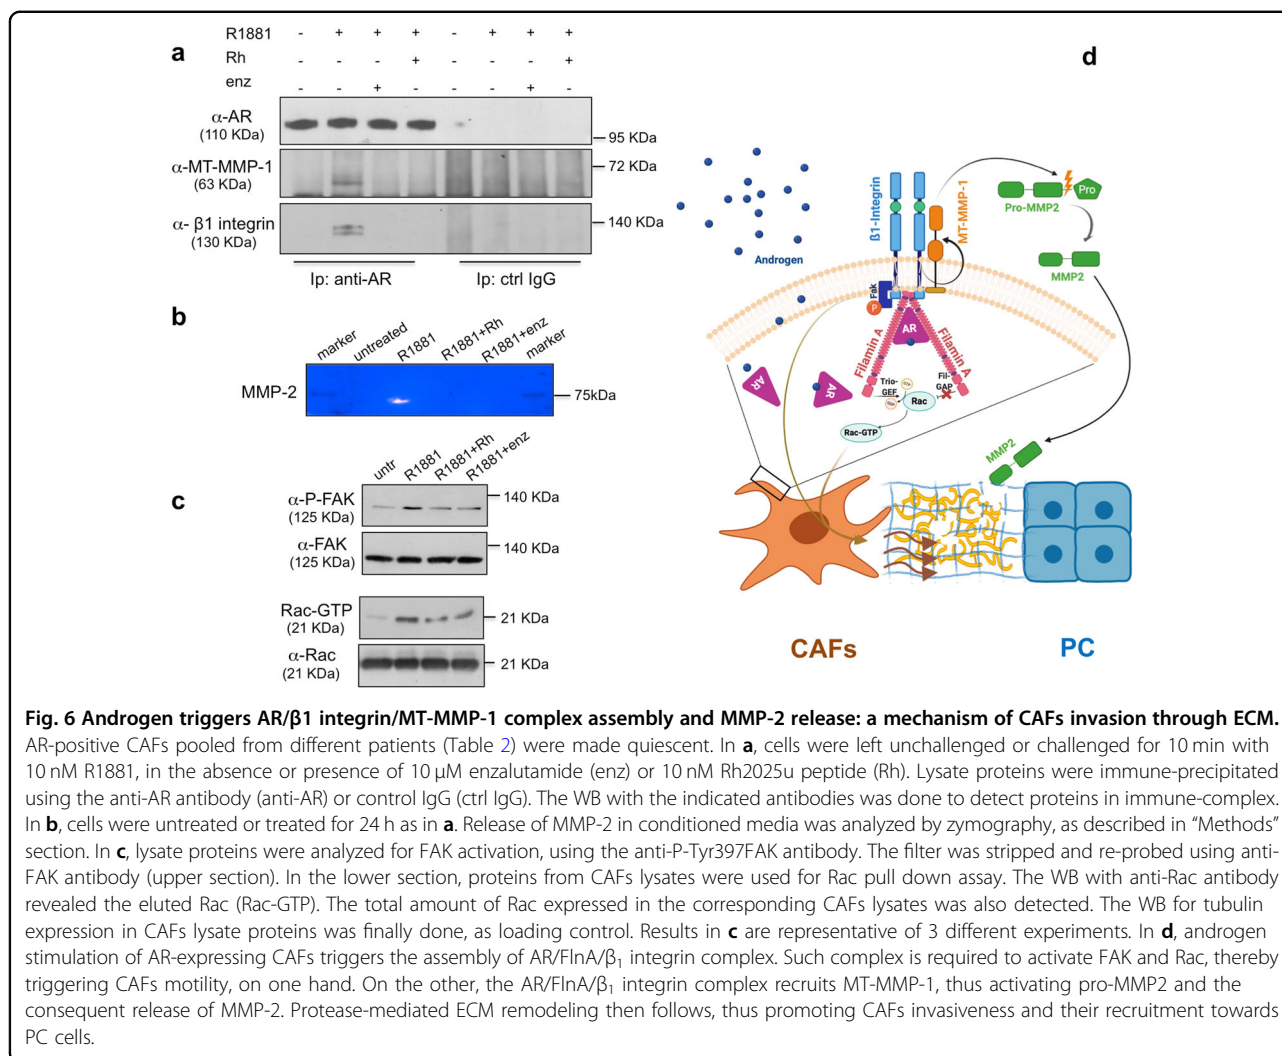 a
R1881 - + + + - + + +
Rh - - - + - - - +
enz - - + - - - + -
α-AR
(110 KDa)
95 KDa
α-MT-MMP-1
(63 KDa)
72 KDa
α- β1 integrin
(130 KDa)
140 KDa
Ip: anti-AR Ip: ctrl IgG
b
marker untreated R1881 R1881+Rh R1881+enz marker
MMP-2
75kDa
c
untr R1881 R1881+Rh R1881+enz
α-P-FAK
(125 KDa)
140 KDa
α-FAK
(125 KDa)
140 KDa
Rac-GTP
(21 KDa)
21 KDa
α-Rac
(21 KDa)
21 KDa
d
Androgen
ß1-Integrin
MT-MMP-1
Pro
Pro-MMP2
MMP2
Fak
P
AR
Filamin A
Filamin A
AR
AR
Trio-
GEF
Fil-
GAP
Rac
Rac-GTP
MMP2
CAFs
PC
Fig. 6 Androgen triggers AR/β1 integrin/MT-MMP-1 complex assembly and MMP-2 release: a mechanism of CAFs invasion through ECM.
AR-positive CAFs pooled from different patients (Table 2) were made quiescent. In a, cells were left unchallenged or challenged for 10 min with
10 nM R1881, in the absence or presence of 10 μM enzalutamide (enz) or 10 nM Rh2025u peptide (Rh). Lysate proteins were immune-precipitated
using the anti-AR antibody (anti-AR) or control IgG (ctrl IgG). The WB with the indicated antibodies was done to detect proteins in immune-complex.
In b, cells were untreated or treated for 24 h as in a. Release of MMP-2 in conditioned media was analyzed by zymography, as described in “Methods”
section. In c, lysate proteins were analyzed for FAK activation, using the anti-P-Tyr397FAK antibody. The filter was stripped and re-probed using anti-
FAK antibody (upper section). In the lower section, proteins from CAFs lysates were used for Rac pull down assay. The WB with anti-Rac antibody
revealed the eluted Rac (Rac-GTP). The total amount of Rac expressed in the corresponding CAFs lysates was also detected. The WB for tubulin
expression in CAFs lysate proteins was finally done, as loading control. Results in c are representative of 3 different experiments. In d, androgen
stimulation of AR-expressing CAFs triggers the assembly of AR/FlnA/β1 integrin complex. Such complex is required to activate FAK and Rac, thereby
triggering CAFs motility, on one hand. On the other, the AR/FlnA/β1 integrin complex recruits MT-MMP-1, thus activating pro-MMP2 and the
consequent release of MMP-2. Protease-mediated ECM remodeling then follows, thus promoting CAFs invasiveness and their recruitment towards
PC cells.